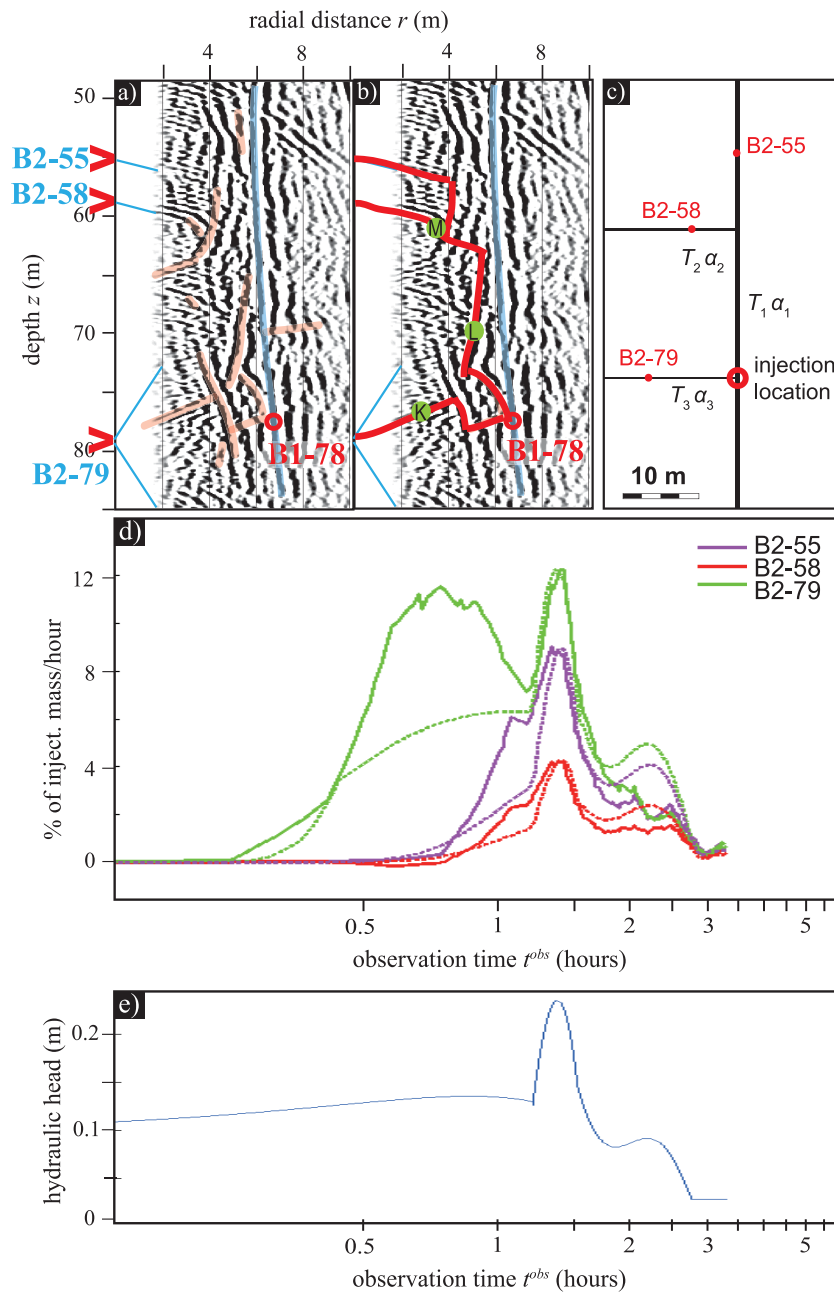 radial distance r (m)
4 8 4 8
a) b) c)
50
B2-55
B2-58
60
depth z (m)
70
80
B2-79
B1-78
M
L
K
B1-78
B2-55
B2-58
T2 α2
T1 α1
B2-79
injection
location
T3 α3
10 m
d)
B2-55
B2-58
B2-79
12
8
4
0
% of inject. mass/hour
0.5 1 2 3 5
observation time t^obs (hours)
e)
0.2
0.1
0
hydraulic head (m)
0.5 1 2 3 5
observation time t^obs (hours)